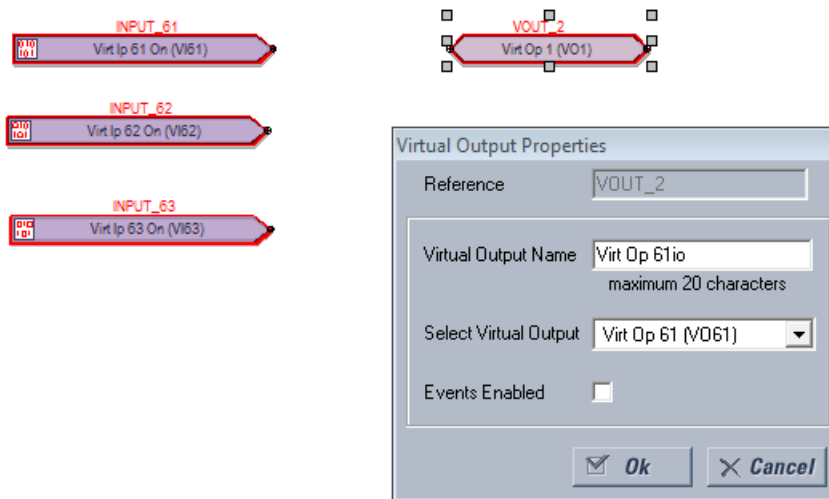 INPUT_61
Virt Ip 61 On (VI61)
VOUT_2
Virt Op 1 (VO1)
INPUT_62
Virt Ip 62 On (VI62)
INPUT_63
Virt Ip 63 On (VI63)
Virtual Output Properties
Reference VOUT_2
Virtual Output Name Virt Op 61io
maximum 20 characters
Select Virtual Output Virt Op 61 (VO61)
Events Enabled
Ok Cancel